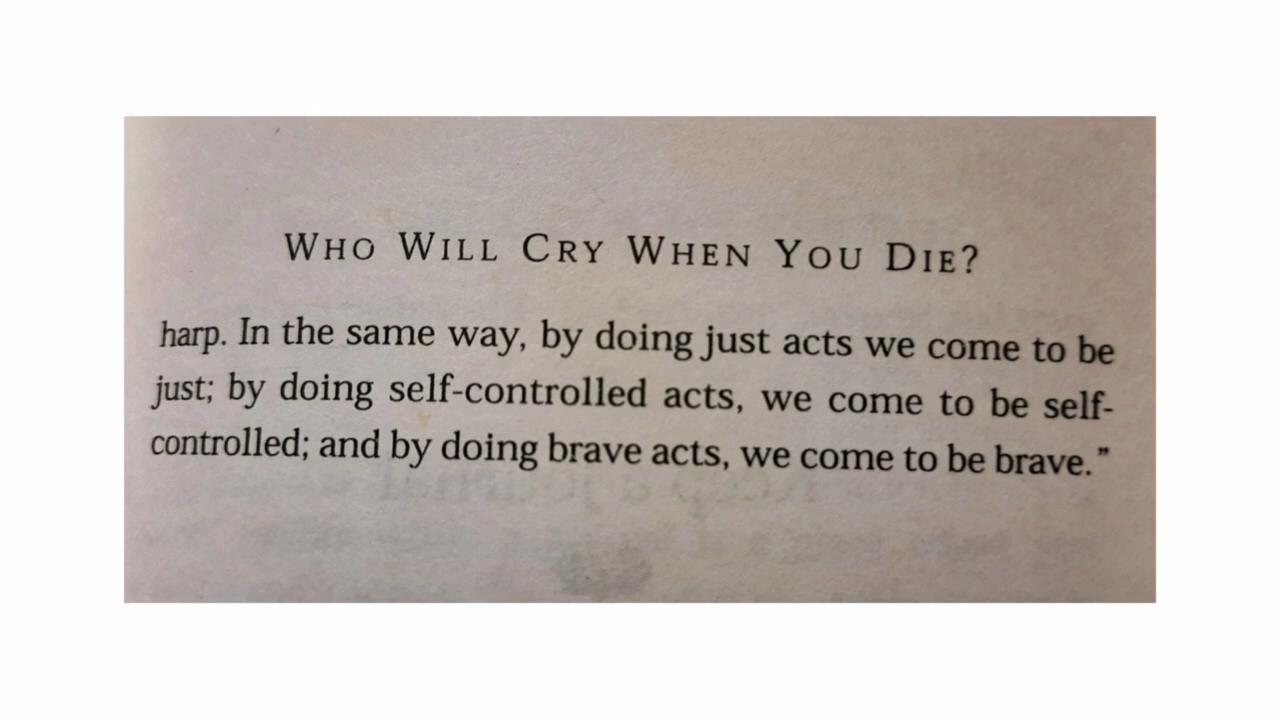 WHO WILL CRY WHEN YOU DIE?
harp. In the same way, by doing just acts we come to be
just; by doing self-controlled acts, we come to be self-
controlled; and by doing brave acts, we come to be brave.”